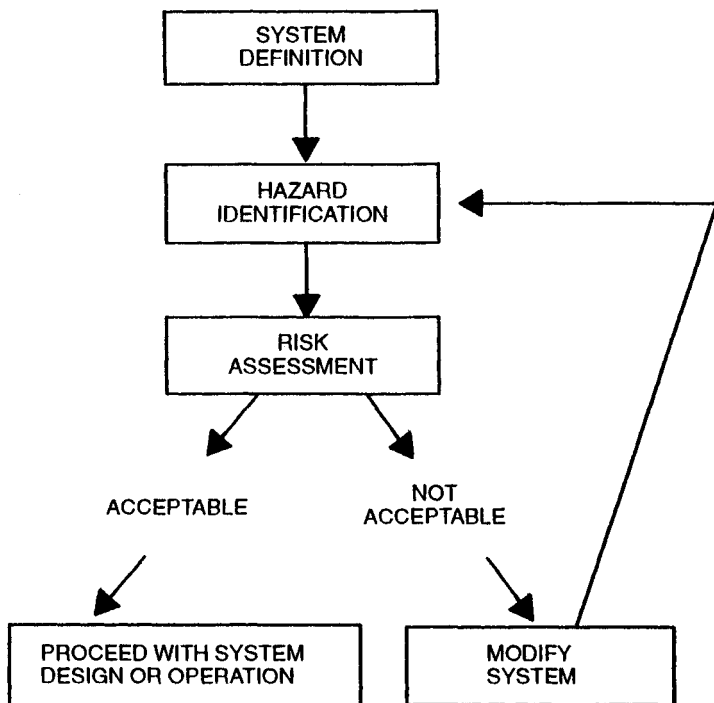 SYSTEM
DEFINITION
HAZARD
IDENTIFICATION
RISK
ASSESSMENT
ACCEPTABLE
NOT
ACCEPTABLE
PROCEED WITH SYSTEM
DESIGN OR OPERATION
MODIFY
SYSTEM